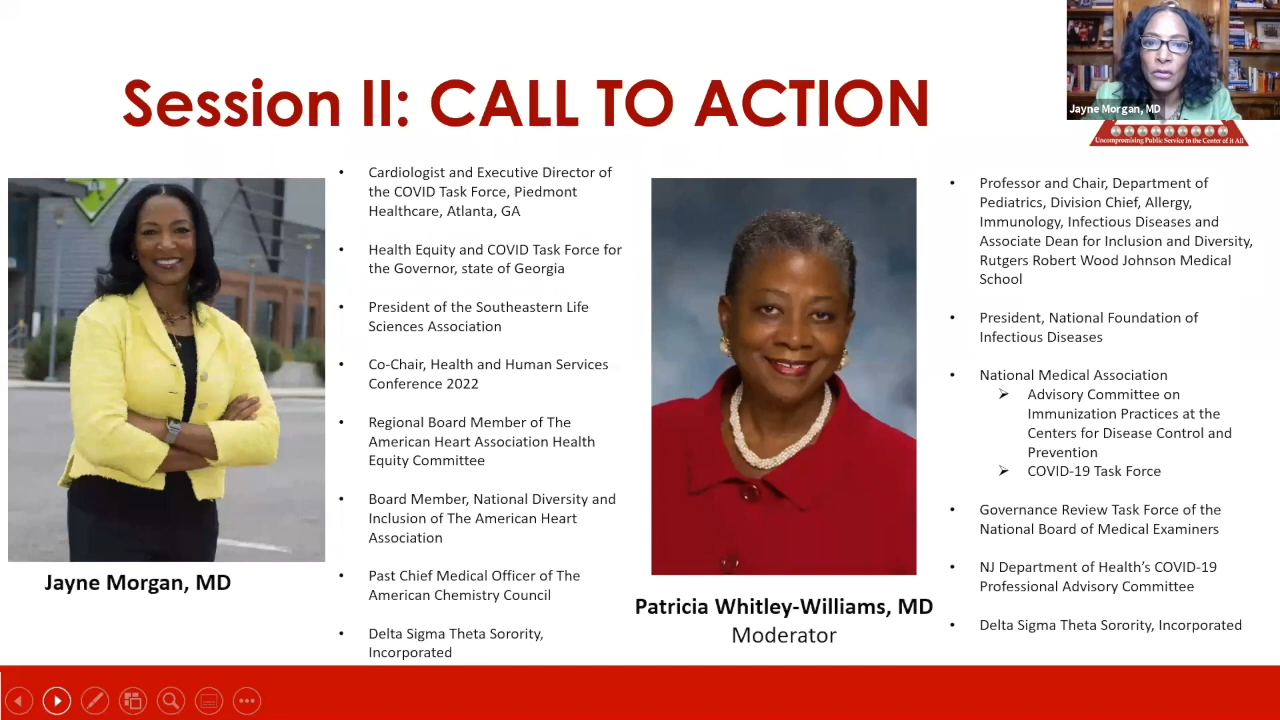 Session II: CALL TO ACTION
Jayne Morgan, MD
Uncompromising Public Service in the Center of it All
• Cardiologist and Executive Director of
the COVID Task Force, Piedmont
Healthcare, Atlanta, GA
• Health Equity and COVID Task Force for
the Governor, state of Georgia
• President of the Southeastern Life
Sciences Association
• Co-Chair, Health and Human Services
Conference 2022
• Regional Board Member of The
American Heart Association Health
Equity Committee
• Board Member, National Diversity and
Inclusion of The American Heart
Association
• Past Chief Medical Officer of The
American Chemistry Council
• Delta Sigma Theta Sorority,
Incorporated
Jayne Morgan, MD
• Professor and Chair, Department of
Pediatrics, Division Chief, Allergy,
Immunology, Infectious Diseases and
Associate Dean for Inclusion and Diversity,
Rutgers Robert Wood Johnson Medical
School
• President, National Foundation of
Infectious Diseases
• National Medical Association
➢ Advisory Committee on
Immunization Practices at the
Centers for Disease Control and
Prevention
➢ COVID-19 Task Force
• Governance Review Task Force of the
National Board of Medical Examiners
• NJ Department of Health’s COVID-19
Professional Advisory Committee
• Delta Sigma Theta Sorority, Incorporated
Patricia Whitley-Williams, MD
Moderator